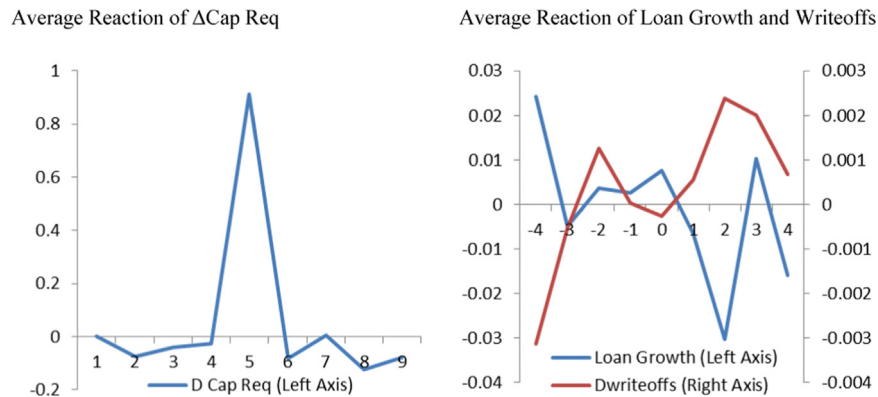 Average Reaction of ΔCap Req
1
0.8
0.6
0.4
0.2
0
-0.2
1 2 3 4 5 6 7 8 9
D Cap Req (Left Axis)
Average Reaction of Loan Growth and Writeoffs
0.03 0.003
0.02 0.002
0.01 0.001
0 0
-4 -3 -2 -1 0 1 2 3 4
-0.01 -0.001
-0.02 -0.002
-0.03 -0.003
Loan Growth (Left Axis)
Dwriteoffs (Right Axis)
-0.04 -0.004